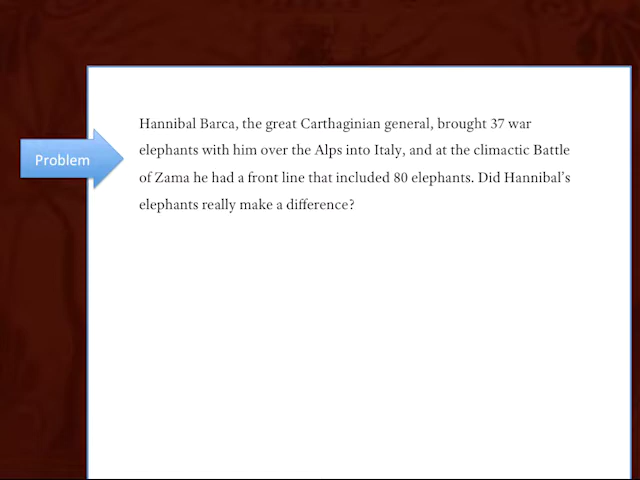 Hannibal Barca, the great Carthaginian general, brought 37 war
elephants with him over the Alps into Italy, and at the climactic Battle
Problem
of Zama he had a front line that included 80 elephants. Did Hannibal’s
elephants really make a difference?